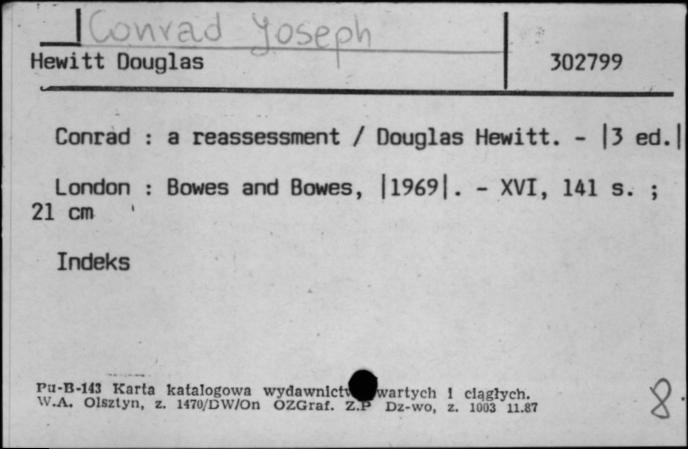 Conrad Joseph
Hewitt Douglas 302799
Conrad : a reassessment / Douglas Hewitt. - |3 ed.|
London : Bowes and Bowes, |1969|. - XVI, 141 s. ;
21 cm
Indeks
Pu-B-143 Karta katalogowa wydawnictw zwartych i ciągłych.
W.A. Olsztyn, z. 1470/DW/On OZGraf. Z.P Dz-wo, z. 1003 11.87
8.